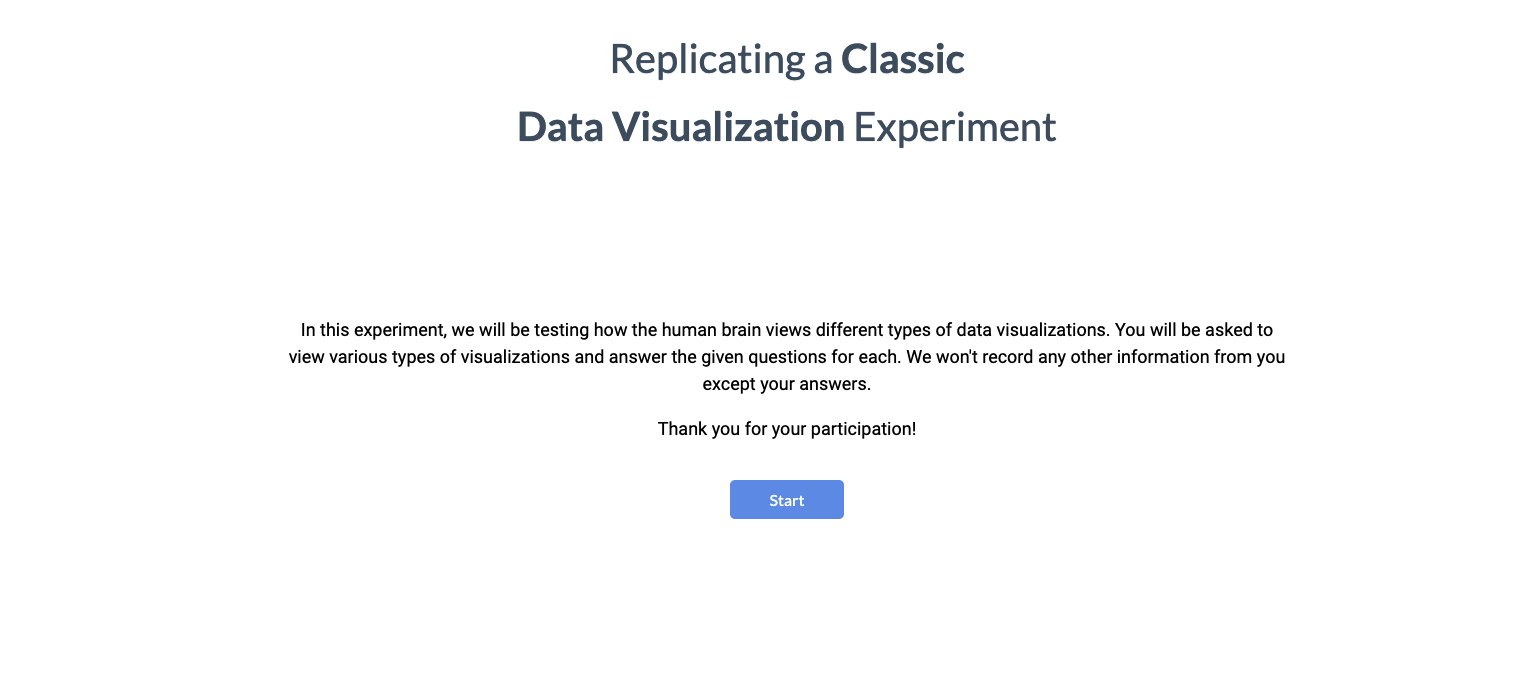 Replicating a Classic
Data Visualization Experiment
In this experiment, we will be testing how the human brain views different types of data visualizations. You will be asked to
view various types of visualizations and answer the given questions for each. We won't record any other information from you
except your answers.
Thank you for your participation!
Start